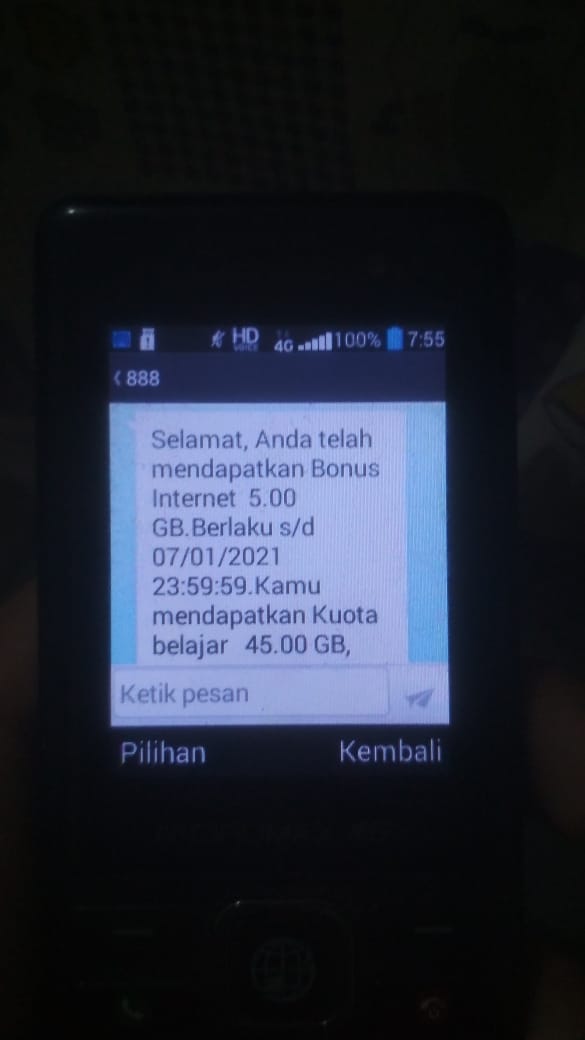 HD
VOICE
4G
100%
7:55
888
Selamat, Anda telah
mendapatkan Bonus
Internet 5.00
GB.Berlaku s/d
07/01/2021
23:59:59.Kamu
mendapatkan Kuota
belajar 45.00 GB,
Ketik pesan
Pilihan
Kembali